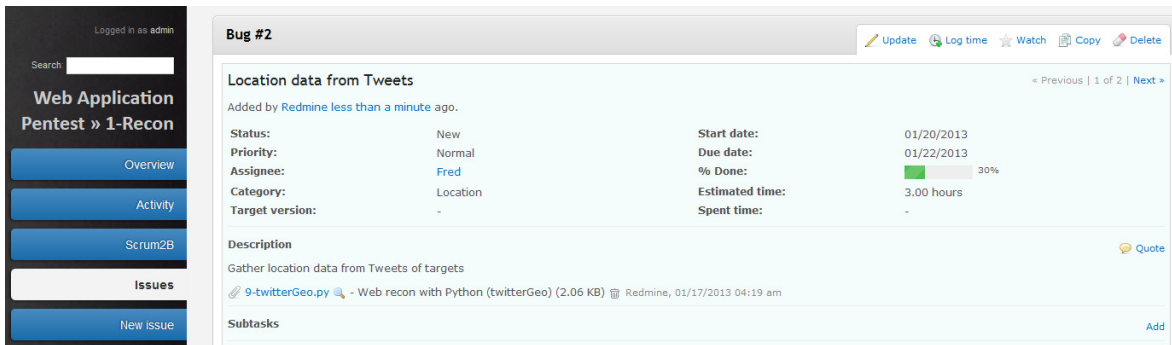 Logged in as admin
Search:
Web Application
Pentest » 1-Recon
Overview
Activity
Scrum2B
Issues
New issue
Bug #2
Update Log time Watch Copy Delete
Location data from Tweets
« Previous | 1 of 2 | Next »
Added by Redmine less than a minute ago.
Status: New Start date: 01/20/2013
Priority: Normal Due date: 01/22/2013
Assignee: Fred % Done: 30%
Category: Location Estimated time: 3.00 hours
Target version: - Spent time: -
Description
Quote
Gather location data from Tweets of targets
9-twitterGeo.py - Web recon with Python (twitterGeo) (2.06 KB) Redmine, 01/17/2013 04:19 am
Subtasks
Add